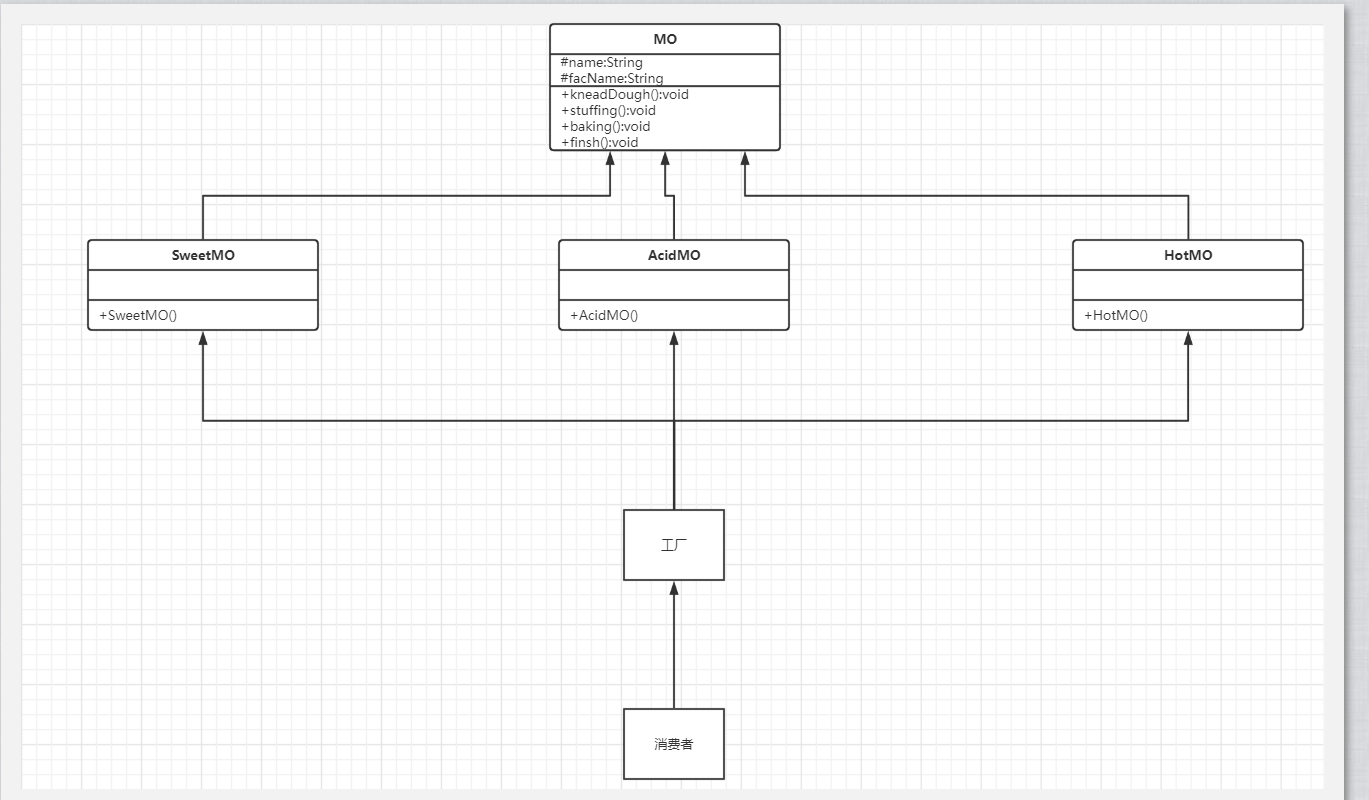 MO
#name:String
#facName:String
+kneadDough():void
+stuffing():void
+baking():void
+finsh():void
SweetMO
+SweetMO()
AcidMO
+AcidMO()
HotMO
+HotMO()
工厂
消费者